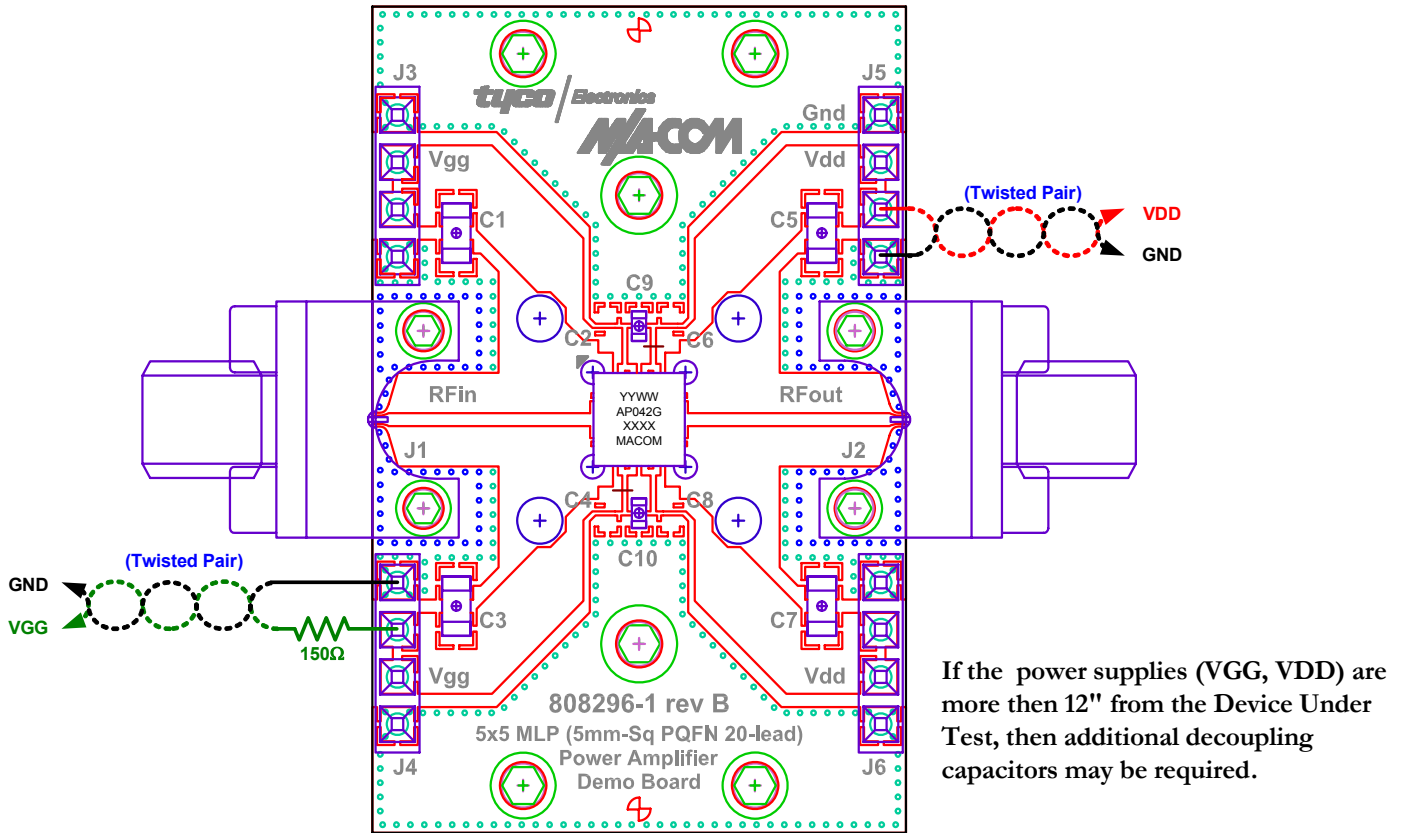 J3
J5
tyco / Electronics
M/A-COM
Gnd
Vgg
Vdd
(Twisted Pair)
VDD
GND
C1
C5
C9
C2
C6
RFin
RFout
YYWW
AP042G
XXXX
MACOM
J1
J2
C4
C8
C10
(Twisted Pair)
GND
VGG
150Ω
C3
C7
Vgg
Vdd
808296-1 rev B
5x5 MLP (5mm-Sq PQFN 20-lead)
Power Amplifier
Demo Board
J4
J6
If the power supplies (VGG, VDD) are
more then 12" from the Device Under
Test, then additional decoupling
capacitors may be required.